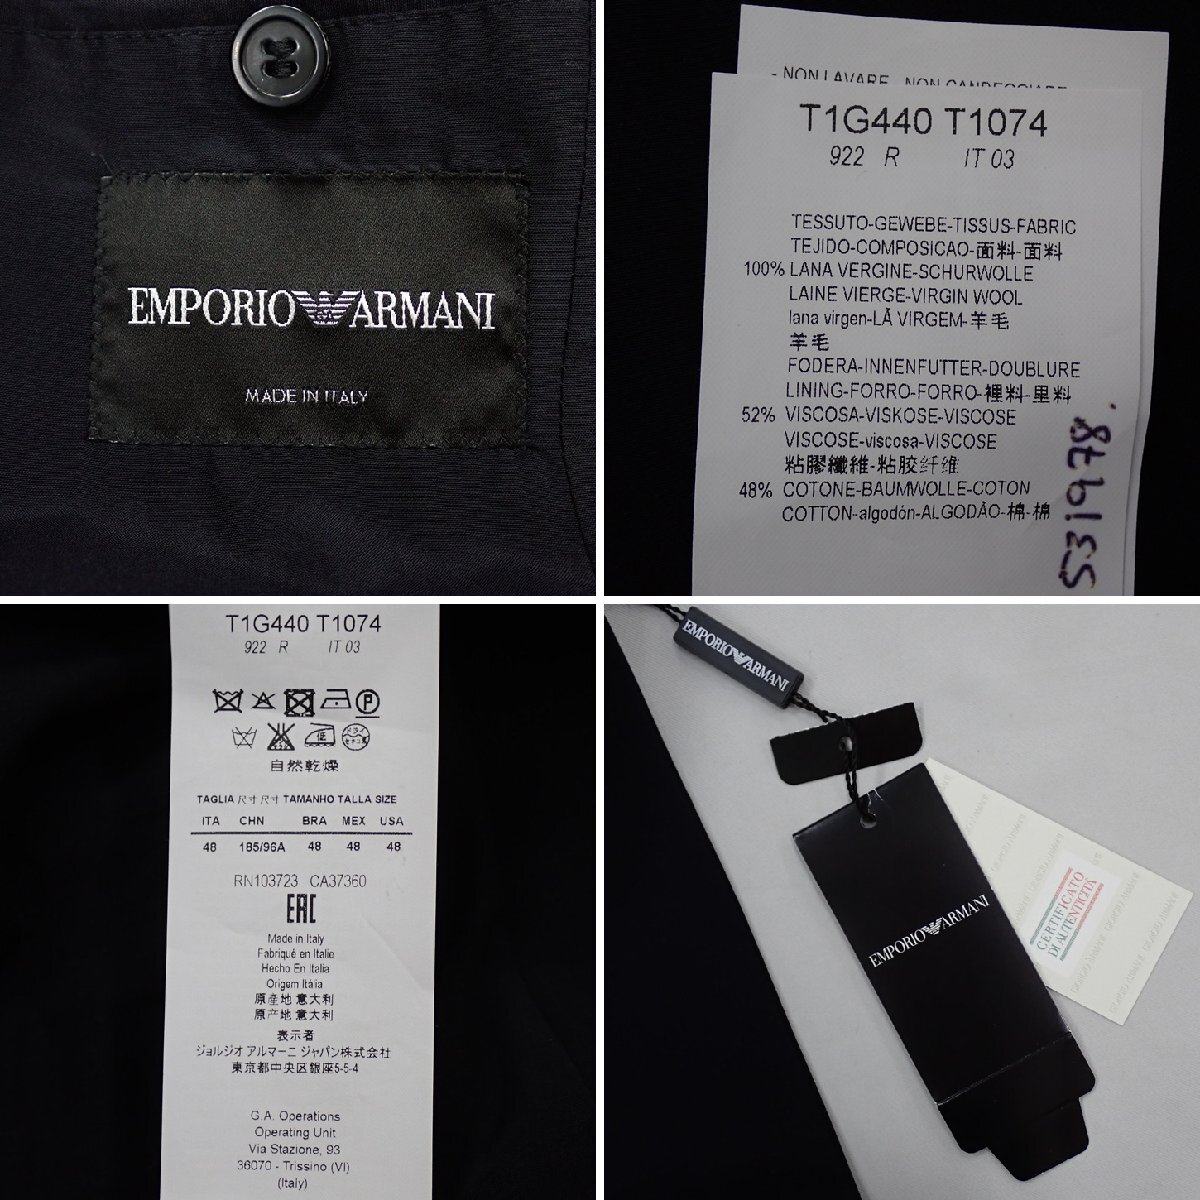 EMPORIO ARMANI
MADE IN ITALY
- NON LAVARE - NON CANDEGGIARE
T1G440 T1074
922 R IT 03
TESSUTO-GEWEBE-TISSUS-FABRIC
TEJIDO-COMPOSICAO-面料-面料
100% LANA VERGINE-SCHURWOLLE
LAINE VIERGE-VIRGIN WOOL
lana virgen-LÃ VIRGEM-羊毛
羊毛
FODERA-INNENFUTTER-DOUBLURE
LINING-FORRO-FORRO-裡料-里料
52% VISCOSA-VISKOSE-VISCOSE
VISCOSE-viscosa-VISCOSE
粘膠纖維-粘胶纤维
48% COTONE-BAUMWOLLE-COTON
COTTON-algodón-ALGODÃO-棉-棉
T1G440 T1074
922 R IT 03
P
低
自然乾燥
TAGLIA 尺寸 尺寸 TAMANHO TALLA SIZE
ITA CHN BRA MEX USA
48 185/96A 48 48 48
RN103723 CA37360
EAC
Made in Italy
Fabriqué en Italie
Hecho En Italia
Origem Itália
原産地 意大利
原产地 意大利
表示者
ジョルジオ アルマーニ ジャパン株式会社
東京都中央区銀座5-5-4
G.A. Operations
Operating Unit
Via Stazione, 93
36070 - Trissino (VI)
(Italy)
EMPORIO ARMANI
EMPORIO ARMANI
CERTIFICATO
DI AUTENTICITÀ